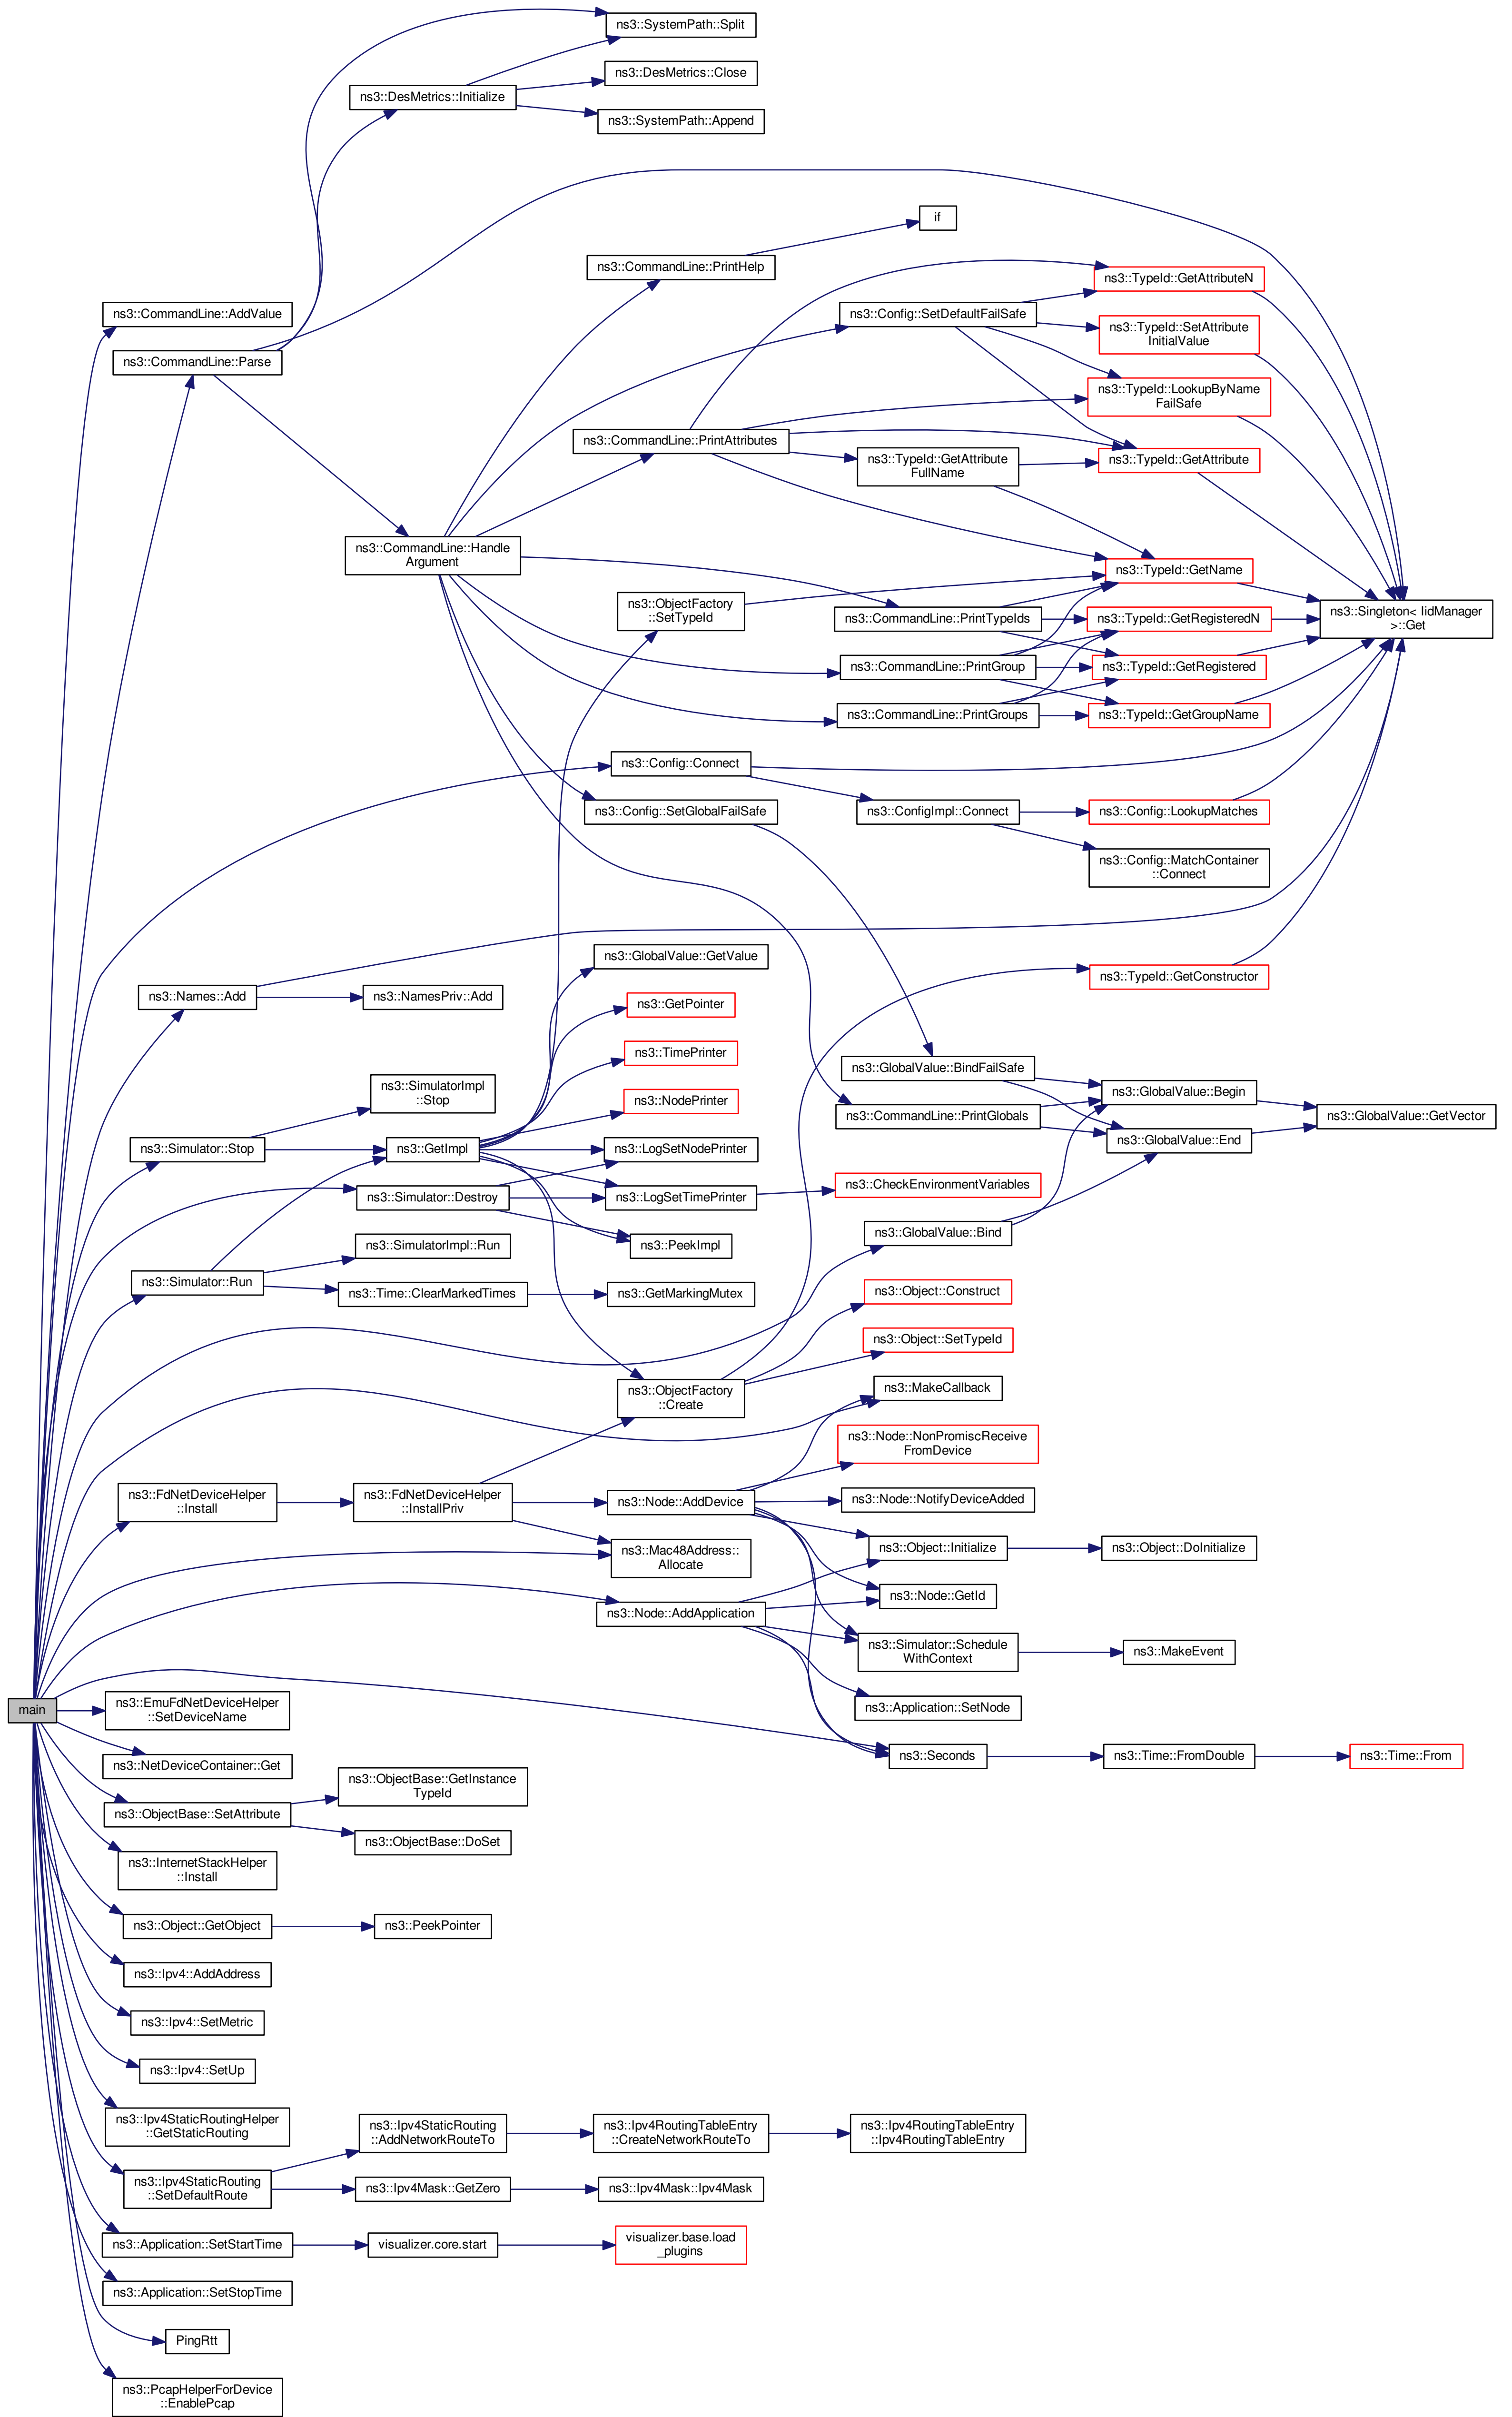 ns3::SystemPath::Split
ns3::DesMetrics::Close
ns3::DesMetrics::Initialize
ns3::SystemPath::Append
if
ns3::CommandLine::PrintHelp
ns3::TypeId::GetAttributeN
ns3::CommandLine::AddValue
ns3::Config::SetDefaultFailSafe
ns3::TypeId::SetAttribute
InitialValue
ns3::CommandLine::Parse
ns3::TypeId::LookupByName
FailSafe
ns3::CommandLine::PrintAttributes
ns3::TypeId::GetAttribute
FullName
ns3::TypeId::GetAttribute
ns3::CommandLine::Handle
Argument
ns3::TypeId::GetName
ns3::ObjectFactory
::SetTypeId
ns3::CommandLine::PrintTypeIds
ns3::TypeId::GetRegisteredN
ns3::Singleton< IidManager
>::Get
ns3::CommandLine::PrintGroup
ns3::TypeId::GetRegistered
ns3::CommandLine::PrintGroups
ns3::TypeId::GetGroupName
ns3::Config::Connect
ns3::Config::SetGlobalFailSafe
ns3::ConfigImpl::Connect
ns3::Config::LookupMatches
ns3::Config::MatchContainer
::Connect
ns3::GlobalValue::GetValue
ns3::TypeId::GetConstructor
ns3::Names::Add
ns3::NamesPriv::Add
ns3::GetPointer
ns3::TimePrinter
ns3::GlobalValue::BindFailSafe
ns3::SimulatorImpl
::Stop
ns3::NodePrinter
ns3::GlobalValue::Begin
ns3::CommandLine::PrintGlobals
ns3::GlobalValue::GetVector
ns3::GlobalValue::End
ns3::Simulator::Stop
ns3::GetImpl
ns3::LogSetNodePrinter
ns3::Simulator::Destroy
ns3::LogSetTimePrinter
ns3::CheckEnvironmentVariables
ns3::GlobalValue::Bind
ns3::SimulatorImpl::Run
ns3::PeekImpl
ns3::Simulator::Run
ns3::Time::ClearMarkedTimes
ns3::GetMarkingMutex
ns3::Object::Construct
ns3::Object::SetTypeId
ns3::ObjectFactory
::Create
ns3::MakeCallback
ns3::Node::NonPromiscReceive
FromDevice
ns3::FdNetDeviceHelper
::Install
ns3::FdNetDeviceHelper
::InstallPriv
ns3::Node::AddDevice
ns3::Node::NotifyDeviceAdded
ns3::Mac48Address::
Allocate
ns3::Object::Initialize
ns3::Object::DoInitialize
ns3::Node::GetId
ns3::Node::AddApplication
ns3::Simulator::Schedule
WithContext
ns3::MakeEvent
main
ns3::EmuFdNetDeviceHelper
::SetDeviceName
ns3::Application::SetNode
ns3::Seconds
ns3::Time::FromDouble
ns3::Time::From
ns3::NetDeviceContainer::Get
ns3::ObjectBase::GetInstance
TypeId
ns3::ObjectBase::SetAttribute
ns3::ObjectBase::DoSet
ns3::InternetStackHelper
::Install
ns3::Object::GetObject
ns3::PeekPointer
ns3::Ipv4::AddAddress
ns3::Ipv4::SetMetric
ns3::Ipv4::SetUp
ns3::Ipv4StaticRoutingHelper
::GetStaticRouting
ns3::Ipv4StaticRouting
::AddNetworkRouteTo
ns3::Ipv4RoutingTableEntry
::CreateNetworkRouteTo
ns3::Ipv4RoutingTableEntry
::Ipv4RoutingTableEntry
ns3::Ipv4StaticRouting
::SetDefaultRoute
ns3::Ipv4Mask::GetZero
ns3::Ipv4Mask::Ipv4Mask
ns3::Application::SetStartTime
visualizer.core.start
visualizer.base.load
_plugins
ns3::Application::SetStopTime
PingRtt
ns3::PcapHelperForDevice
::EnablePcap